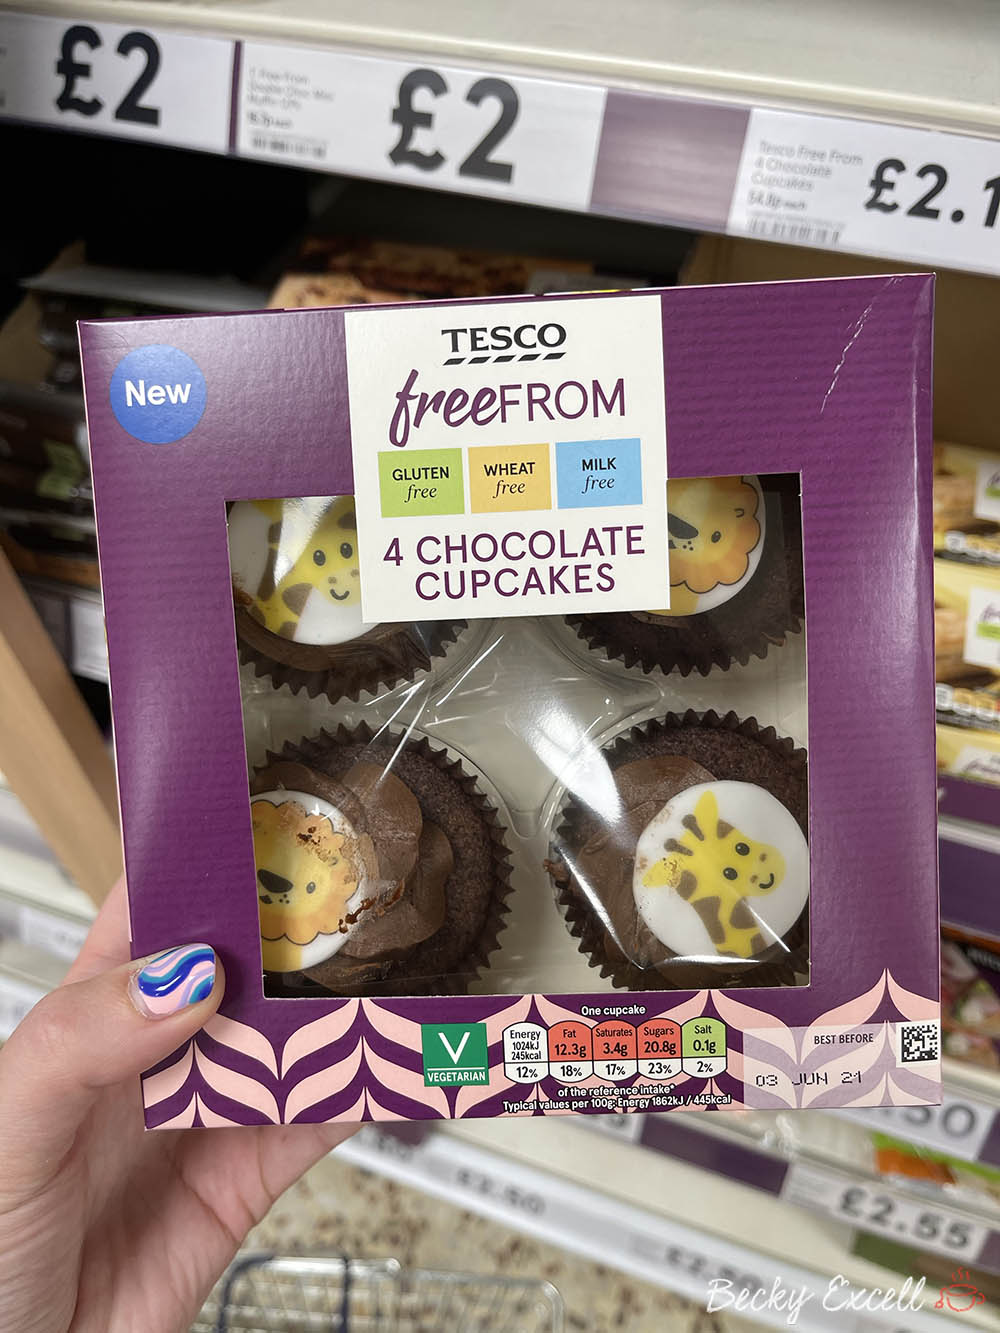 £2
£2
Tesco Free From
4 Chocolate
Cupcakes
54.8p each
£2.1
New
TESCO
freeFROM
GLUTEN
free
WHEAT
free
MILK
free
4 CHOCOLATE
CUPCAKES
V
VEGETARIAN
One cupcake
Energy
1024kJ
245kcal
12%
Fat
12.3g
18%
Saturates
3.4g
17%
Sugars
20.8g
23%
Salt
0.1g
2%
of the reference intake*
Typical values per 100g: Energy 1862kJ / 445kcal
BEST BEFORE
03 JUN 21
£2.55
Becky Excell